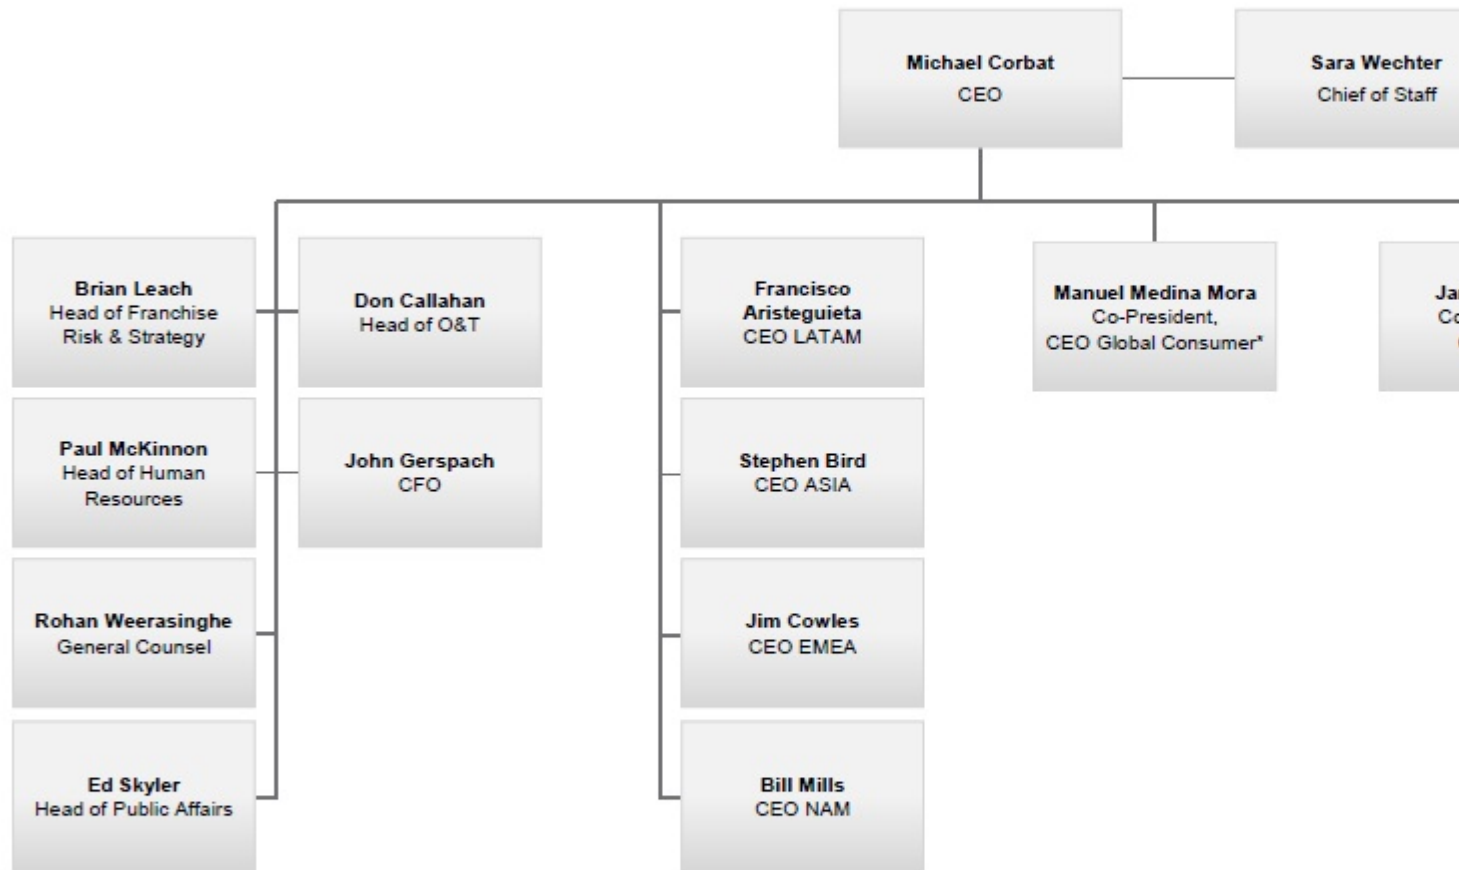 Michael Corbat
CEO
Sara Wechter
Chief of Staff
Brian Leach
Head of Franchise
Risk & Strategy
Don Callahan
Head of O&T
Francisco
Aristeguieta
CEO LATAM
Manuel Medina Mora
Co-President,
CEO Global Consumer*
Paul McKinnon
Head of Human
Resources
John Gerspach
CFO
Stephen Bird
CEO ASIA
Rohan Weerasinghe
General Counsel
Jim Cowles
CEO EMEA
Ed Skyler
Head of Public Affairs
Bill Mills
CEO NAM